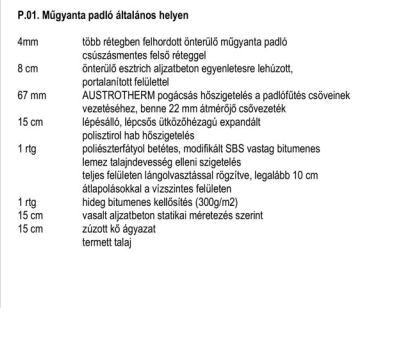 P.01. Műgyanta padló általános helyen
4mm több rétegben felhordott önterülő műgyanta padló
csúszásmentes felső réteggel
8 cm önterülő esztrich aljzatbeton egyenletesre lehúzott,
portalanított felülettel
67 mm AUSTROTHERM pogácsás hőszigetelés a padlófűtés csöveinek
vezetéséhez, benne 22 mm átmérőjő csővezeték
15 cm lépésálló, lépcsős ütközőhézagú expandált
polisztirol hab hőszigetelés
1 rtg poliészterfátyol betétes, modifikált SBS vastag bitumenes
lemez talajndevesség elleni szigetelés
teljes felületen lángolvasztással rögzítve, legalább 10 cm
átlapolásokkal a vízszintes felületen
1 rtg hideg bitumenes kellősítés (300g/m2)
15 cm vasalt aljzatbeton statikai méretezés szerint
15 cm zúzott kő ágyazat
termett talaj